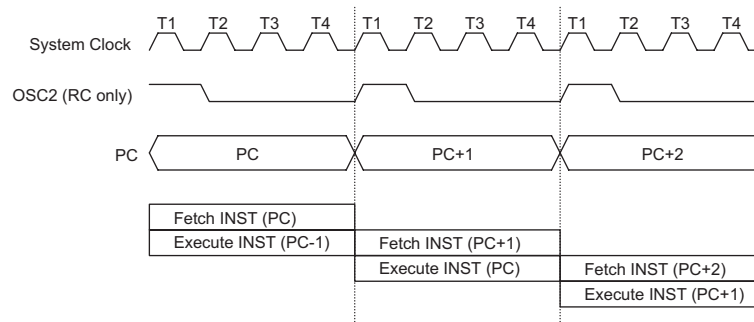 T1 T2 T3 T4 T1 T2 T3 T4 T1 T2 T3 T4
System Clock
OSC2 (RC only)
PC PC PC+1 PC+2
Fetch INST (PC)
Execute INST (PC-1) Fetch INST (PC+1)
Execute INST (PC) Fetch INST (PC+2)
Execute INST (PC+1)